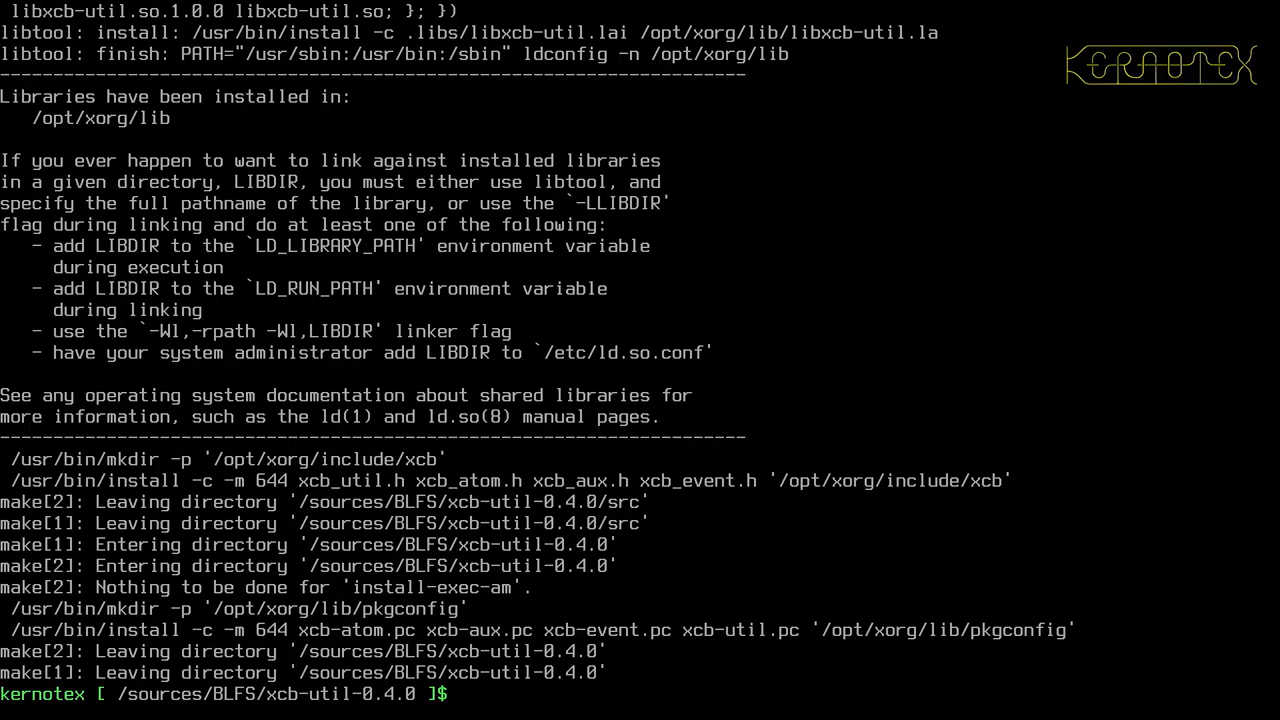 libxcb-util.so.1.0.0 libxcb-util.so; }; })
libtool: install: /usr/bin/install -c .libs/libxcb-util.lai /opt/xorg/lib/libxcb-util.la
libtool: finish: PATH="/usr/sbin:/usr/bin:/sbin" ldconfig -n /opt/xorg/lib
----------------------------------------------------------------------
KERNOTEX
Libraries have been installed in:
   /opt/xorg/lib
If you ever happen to want to link against installed libraries
in a given directory, LIBDIR, you must either use libtool, and
specify the full pathname of the library, or use the `-LLIBDIR'
flag during linking and do at least one of the following:
   - add LIBDIR to the `LD_LIBRARY_PATH' environment variable
     during execution
   - add LIBDIR to the `LD_RUN_PATH' environment variable
     during linking
   - use the `-Wl,-rpath -Wl,LIBDIR' linker flag
   - have your system administrator add LIBDIR to `/etc/ld.so.conf'
See any operating system documentation about shared libraries for
more information, such as the ld(1) and ld.so(8) manual pages.
----------------------------------------------------------------------
 /usr/bin/mkdir -p '/opt/xorg/include/xcb'
 /usr/bin/install -c -m 644 xcb_util.h xcb_atom.h xcb_aux.h xcb_event.h '/opt/xorg/include/xcb'
make[2]: Leaving directory '/sources/BLFS/xcb-util-0.4.0/src'
make[1]: Leaving directory '/sources/BLFS/xcb-util-0.4.0/src'
make[1]: Entering directory '/sources/BLFS/xcb-util-0.4.0'
make[2]: Entering directory '/sources/BLFS/xcb-util-0.4.0'
make[2]: Nothing to be done for 'install-exec-am'.
 /usr/bin/mkdir -p '/opt/xorg/lib/pkgconfig'
 /usr/bin/install -c -m 644 xcb-atom.pc xcb-aux.pc xcb-event.pc xcb-util.pc '/opt/xorg/lib/pkgconfig'
make[2]: Leaving directory '/sources/BLFS/xcb-util-0.4.0'
make[1]: Leaving directory '/sources/BLFS/xcb-util-0.4.0'
kernotex [ /sources/BLFS/xcb-util-0.4.0 ]$